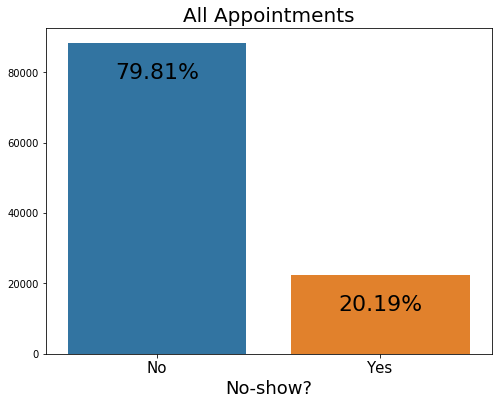 All Appointments
80000
60000
40000
20000
0
79.81%
20.19%
No Yes
No-show?